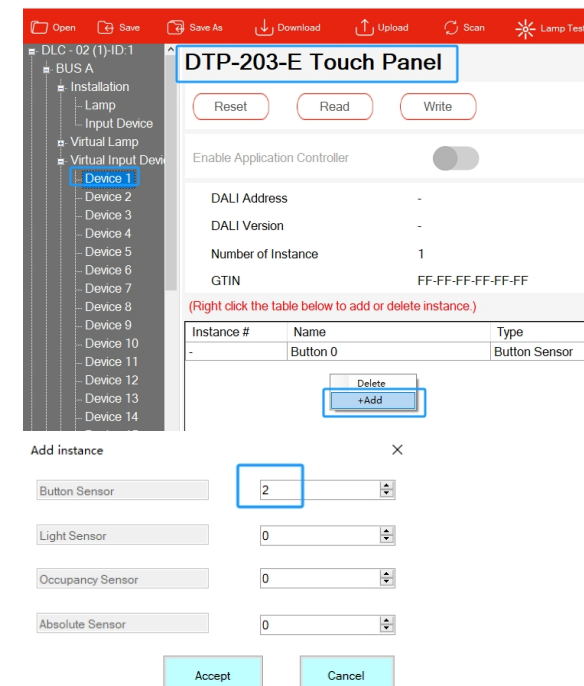 Open Save Save As Download Upload Scan Lamp Test
DLC - 02 (1)-ID:1
BUS A
Installation
Lamp
Input Device
Virtual Lamp
Virtual Input Devi
Device 1
Device 2
Device 3
Device 4
Device 5
Device 6
Device 7
Device 8
Device 9
Device 10
Device 11
Device 12
Device 13
Device 14
DTP-203-E Touch Panel
Reset Read Write
Enable Application Controller
DALI Address -
DALI Version -
Number of Instance 1
GTIN FF-FF-FF-FF-FF-FF
(Right click the table below to add or delete instance.)
Instance # Name Type
- Button 0 Button Sensor
Delete
+Add
Add instance
Button Sensor 2
Light Sensor 0
Occupancy Sensor 0
Absolute Sensor 0
Accept Cancel